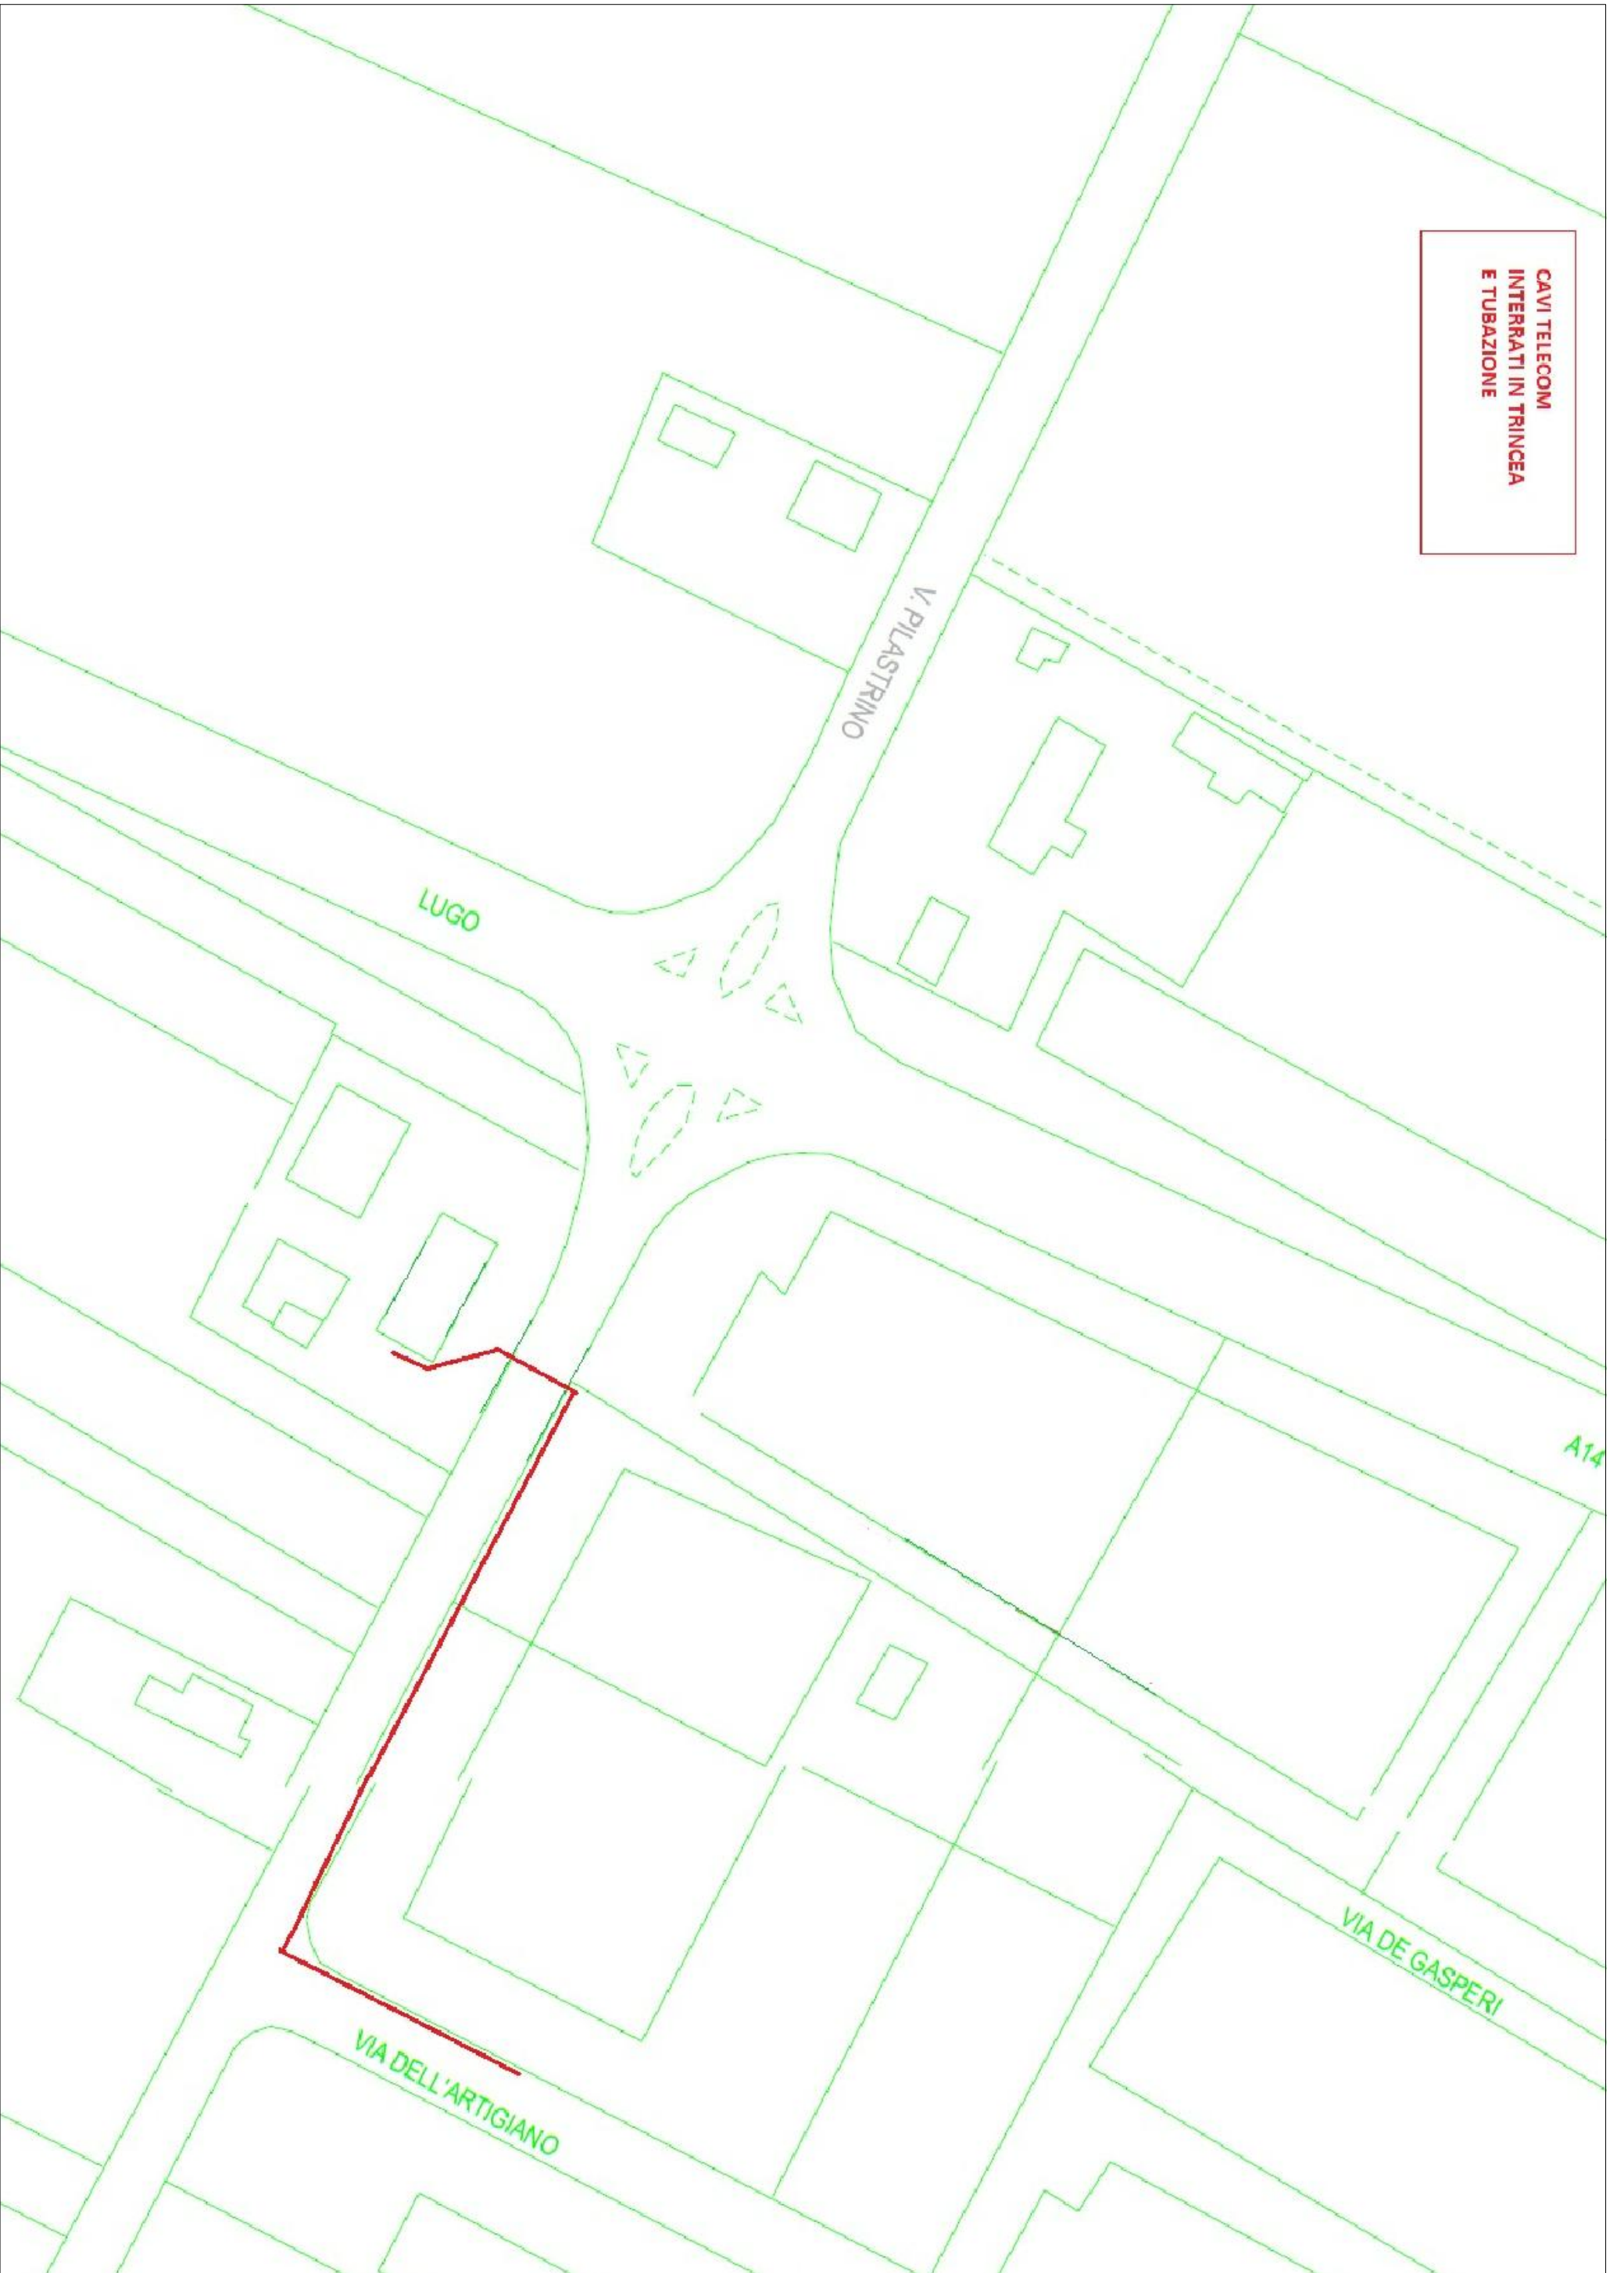 CAVI TELECOM
INTERRATI IN TRINCEA
E TUBAZIONE
V. PILASTRINO
LUGO
A14
VIA DE GASPERI
VIA DELL'ARTIGIANO